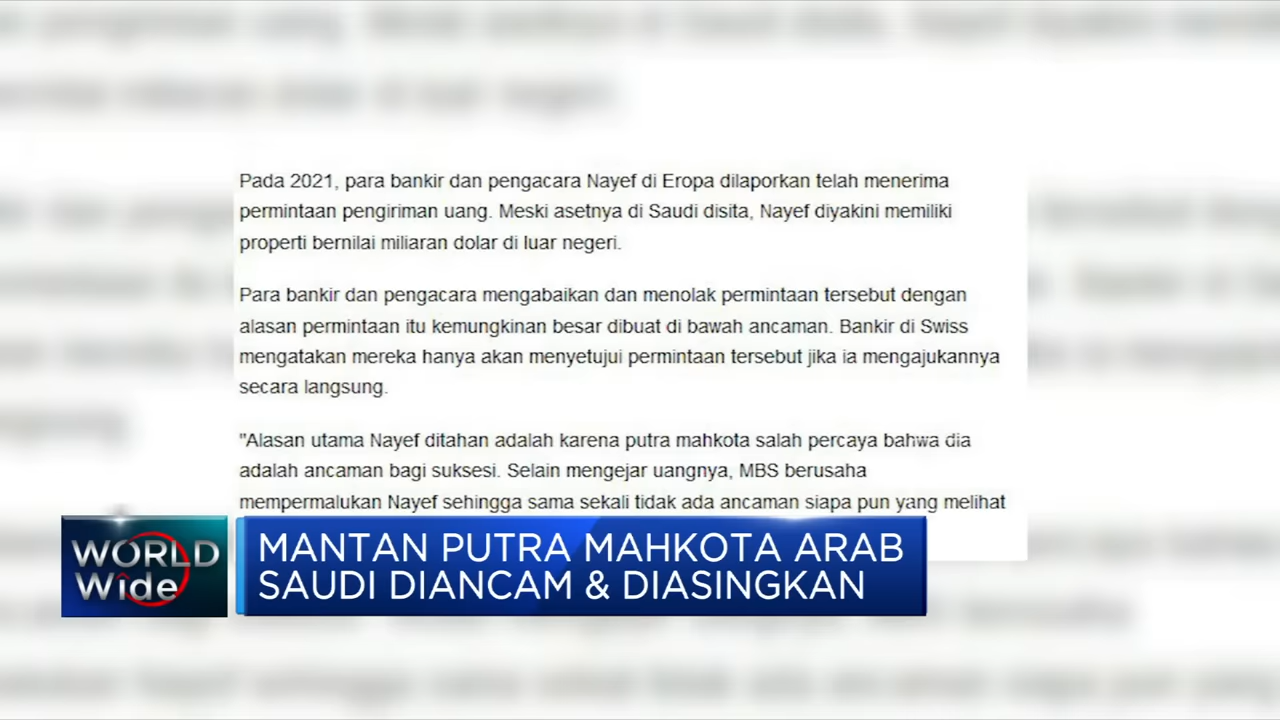 Pada 2021, para bankir dan pengacara Nayef di Eropa dilaporkan telah menerima
permintaan pengiriman uang. Meski asetnya di Saudi disita, Nayef diyakini memiliki
properti bernilai miliaran dolar di luar negeri.
Para bankir dan pengacara mengabaikan dan menolak permintaan tersebut dengan
alasan permintaan itu kemungkinan besar dibuat di bawah ancaman. Bankir di Swiss
mengatakan mereka hanya akan menyetujui permintaan tersebut jika ia mengajukannya
secara langsung.
"Alasan utama Nayef ditahan adalah karena putra mahkota salah percaya bahwa dia
adalah ancaman bagi suksesi. Selain mengejar uangnya, MBS berusaha
mempermalukan Nayef sehingga sama sekali tidak ada ancaman siapa pun yang melihat
WORLD
Wide
MANTAN PUTRA MAHKOTA ARAB
SAUDI DIANCAM & DIASINGKAN